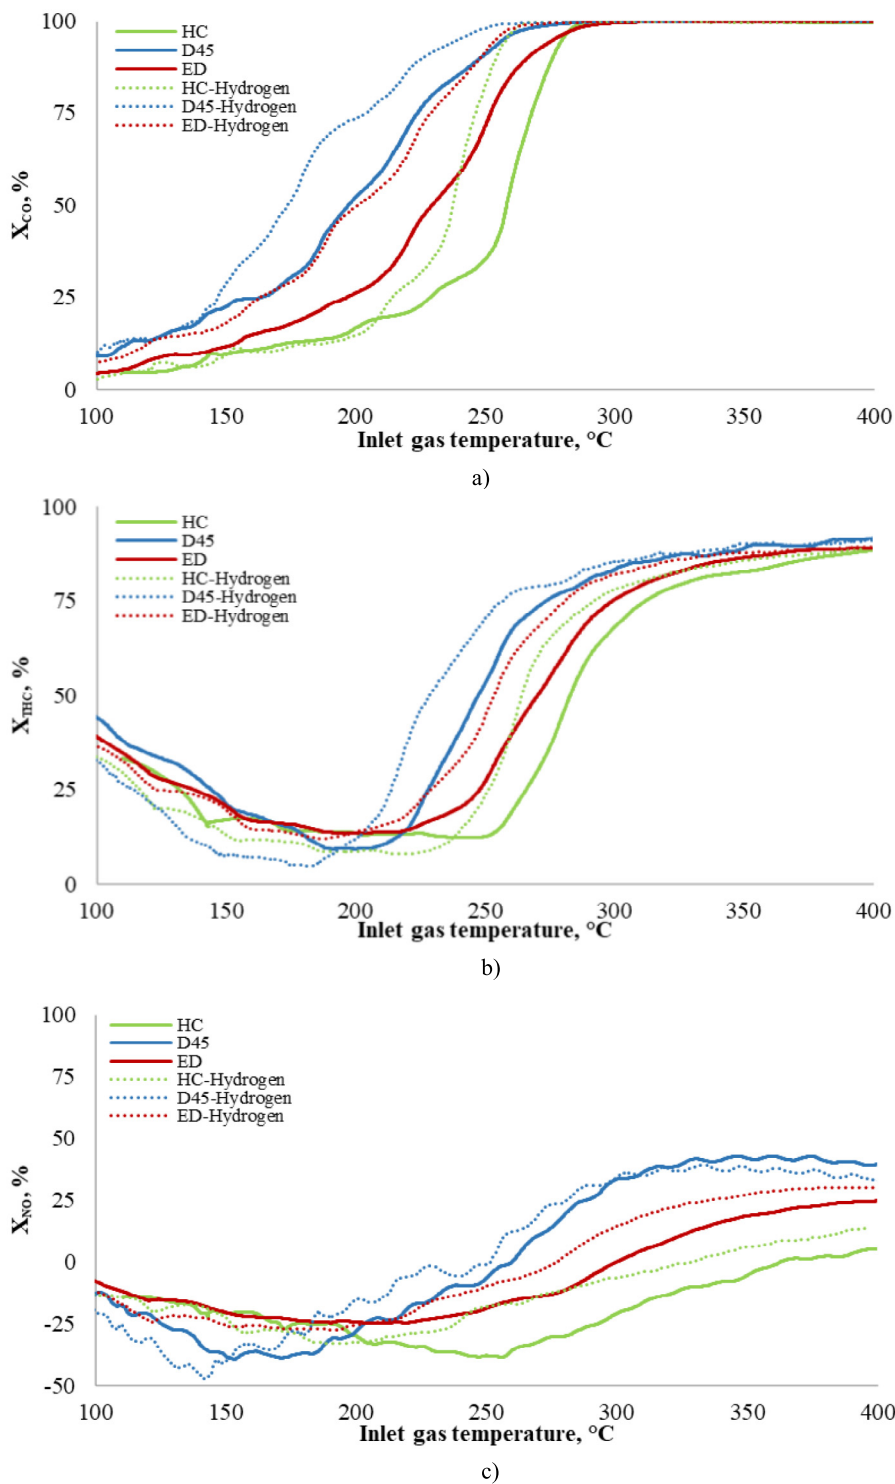 100
75
50
25
0
X_CO, %
HC
D45
ED
HC-Hydrogen
D45-Hydrogen
ED-Hydrogen
100 150 200 250 300 350 400
Inlet gas temperature, °C
a)
100
75
50
25
0
X_THC, %
HC
D45
ED
HC-Hydrogen
D45-Hydrogen
ED-Hydrogen
100 150 200 250 300 350 400
Inlet gas temperature, °C
b)
100
75
50
25
0
-25
-50
X_NO, %
HC
D45
ED
HC-Hydrogen
D45-Hydrogen
ED-Hydrogen
100 150 200 250 300 350 400
Inlet gas temperature, °C
c)